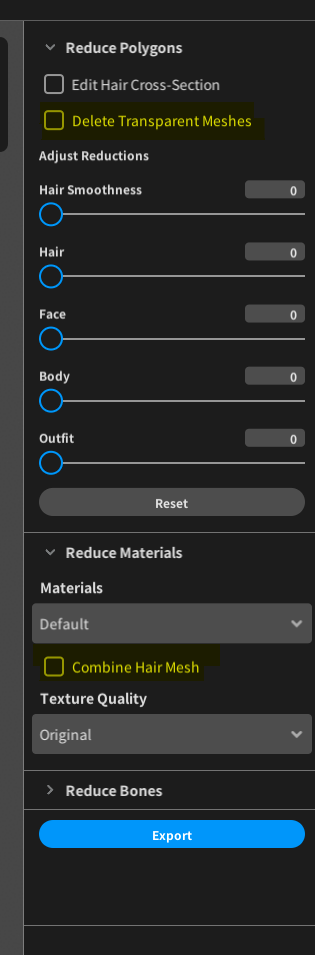 Reduce Polygons
Edit Hair Cross-Section
Delete Transparent Meshes
Adjust Reductions
Hair Smoothness 0
Hair 0
Face 0
Body 0
Outfit 0
Reset
Reduce Materials
Materials
Default
Combine Hair Mesh
Texture Quality
Original
Reduce Bones
Export